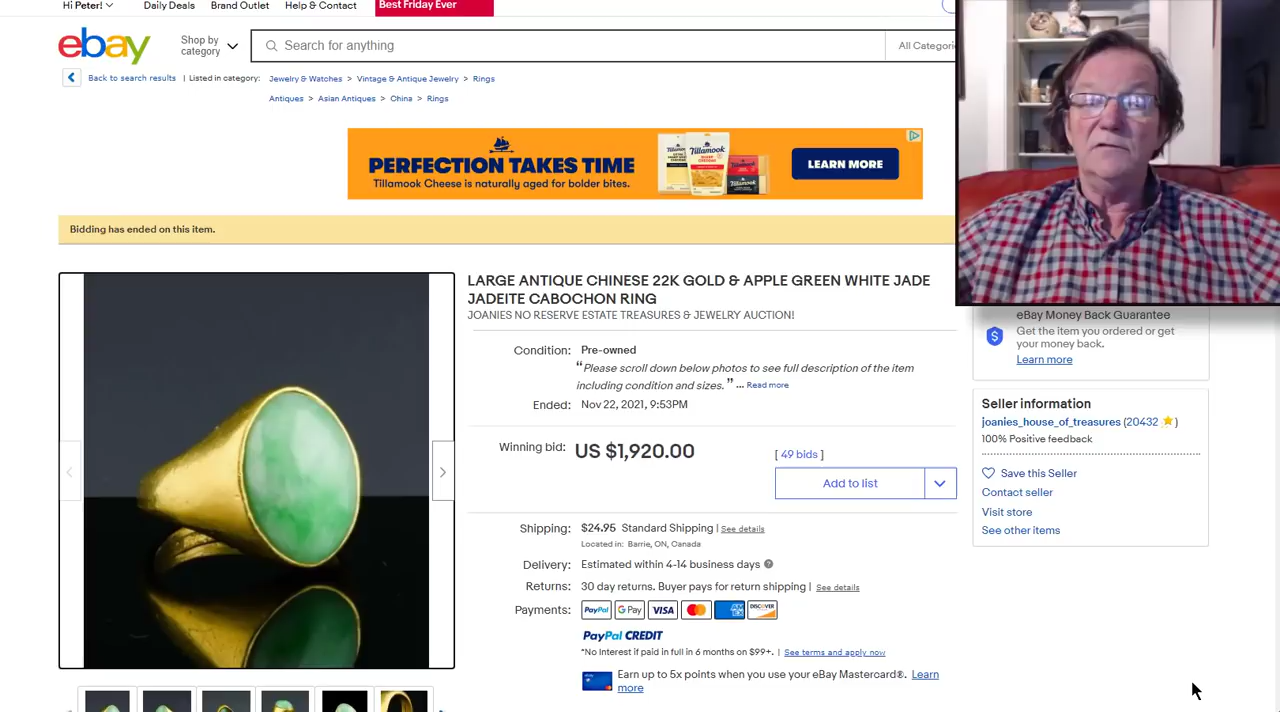 Hi Peter!
Daily Deals
Brand Outlet
Help & Contact
Best Friday Ever
ebay
Shop by category
Search for anything
All Categori
Back to search results
Listed in category:
Jewelry & Watches > Vintage & Antique Jewelry > Rings
Antiques > Asian Antiques > China > Rings
PERFECTION TAKES TIME
Tillamook Cheese is naturally aged for bolder bites.
Tillamook
Tillamook
LEARN MORE
Bidding has ended on this item.
LARGE ANTIQUE CHINESE 22K GOLD & APPLE GREEN WHITE JADE
JADEITE CABOCHON RING
JOANIES NO RESERVE ESTATE TREASURES & JEWELRY AUCTION!
Condition: Pre-owned
“Please scroll down below photos to see full description of the item
including condition and sizes. ” ... Read more
Ended: Nov 22, 2021, 9:53PM
Winning bid: US $1,920.00
[ 49 bids ]
Add to list
Shipping: $24.95 Standard Shipping | See details
Located in: Barrie, ON, Canada
Delivery: Estimated within 4-14 business days
Returns: 30 day returns. Buyer pays for return shipping | See details
Payments: PayPal G Pay VISA DISCOVER
PayPal CREDIT
*No Interest if paid in full in 6 months on $99+. | See terms and apply now
Earn up to 5x points when you use your eBay Mastercard®. Learn
more
eBay Money Back Guarantee
Get the item you ordered or get
your money back.
Learn more
Seller information
joanies_house_of_treasures (20432 )
100% Positive feedback
Save this Seller
Contact seller
Visit store
See other items